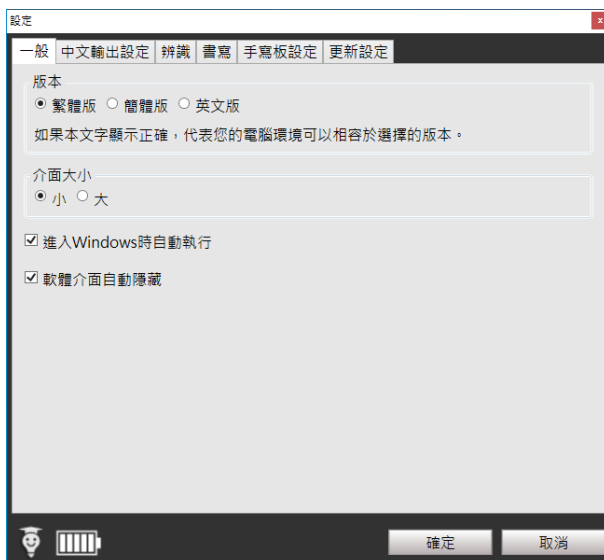 設定
一般 中文輸出設定 辨識 書寫 手寫板設定 更新設定
版本
繁體版 簡體版 英文版
如果本文字顯示正確，代表您的電腦環境可以相容於選擇的版本。
介面大小
小 大
進入Windows時自動執行
軟體介面自動隱藏
確定 取消